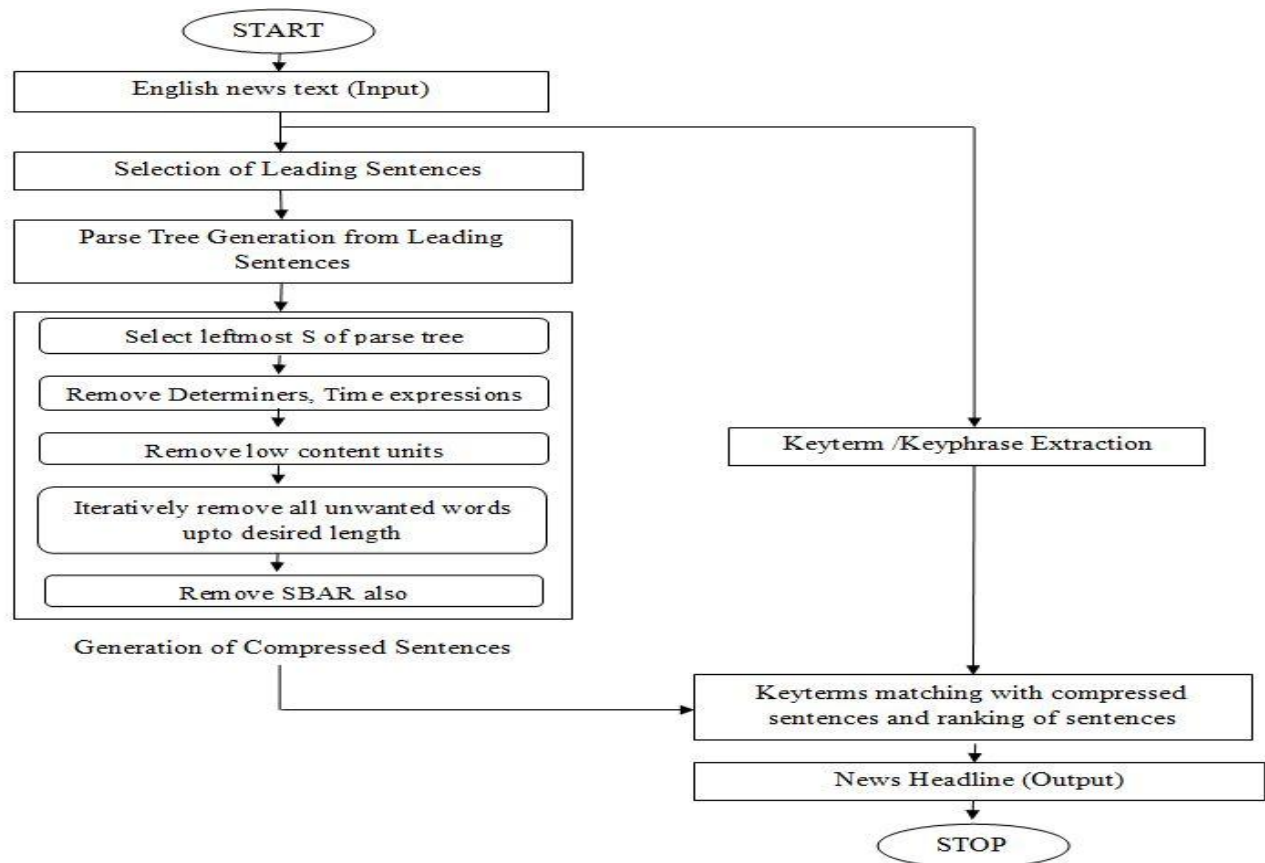 START
English news text (Input)
Selection of Leading Sentences
Parse Tree Generation from Leading
Sentences
Select leftmost S of parse tree
Remove Determiners, Time expressions
Remove low content units
Iteratively remove all unwanted words
upto desired length
Remove SBAR also
Generation of Compressed Sentences
Keyterm /Keyphrase Extraction
Keyterms matching with compressed
sentences and ranking of sentences
News Headline (Output)
STOP